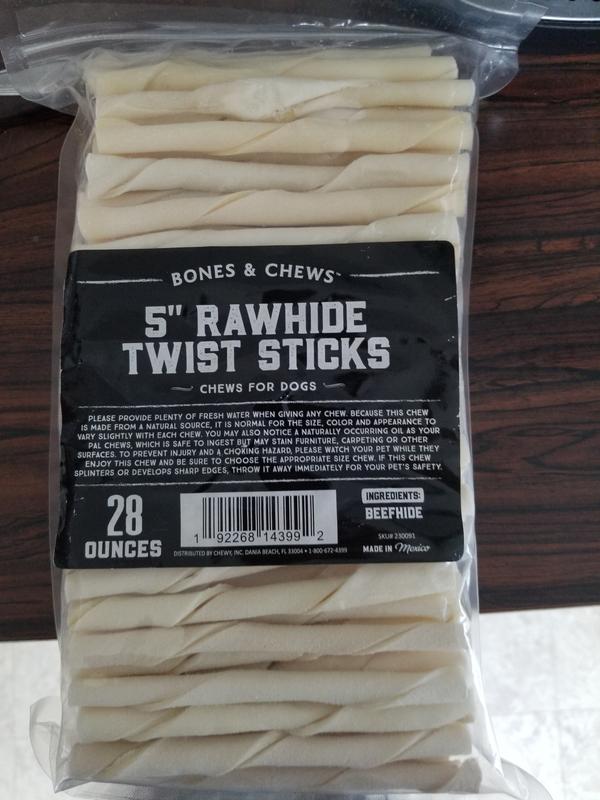 BONES & CHEWS™
5" RAWHIDE
TWIST STICKS
CHEWS FOR DOGS
PLEASE PROVIDE PLENTY OF FRESH WATER WHEN GIVING ANY CHEW. BECAUSE THIS CHEW
IS MADE FROM A NATURAL SOURCE, IT IS NORMAL FOR THE SIZE, COLOR AND APPEARANCE TO
VARY SLIGHTLY WITH EACH CHEW. YOU MAY ALSO NOTICE A NATURALLY OCCURRING OIL AS YOUR
PAL CHEWS, WHICH IS SAFE TO INGEST BUT MAY STAIN FURNITURE, CARPETING OR OTHER
SURFACES. TO PREVENT INJURY AND A CHOKING HAZARD, PLEASE WATCH YOUR PET WHILE THEY
ENJOY THIS CHEW AND BE SURE TO CHOOSE THE APPROPRIATE SIZE CHEW. IF THIS CHEW
SPLINTERS OR DEVELOPS SHARP EDGES, THROW IT AWAY IMMEDIATELY FOR YOUR PET'S SAFETY.
28
OUNCES
1 92268 14399 2
DISTRIBUTED BY CHEWY, INC. DANIA BEACH, FL 33004 • 1-800-672-4399
INGREDIENTS:
BEEFHIDE
SKU# 230091
MADE IN Mexico